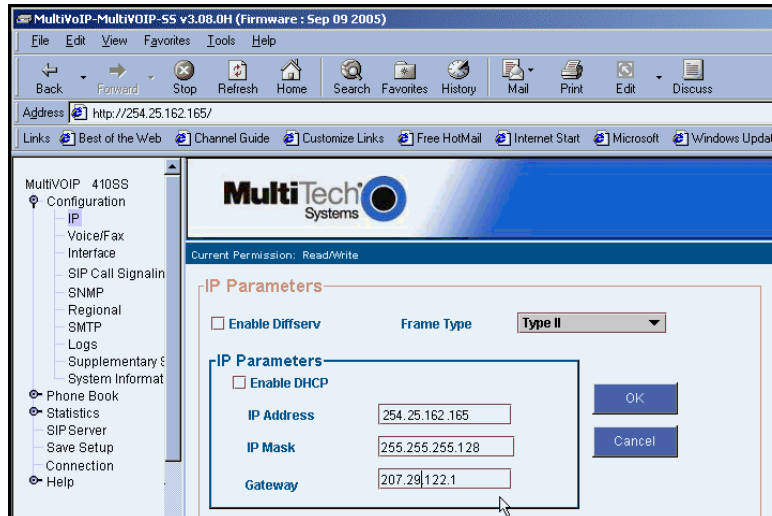 MultiVoIP-MultiVOIP-SS v3.08.0H (Firmware : Sep 09 2005)
File Edit View Favorites Tools Help
Back Forward Stop Refresh Home Search Favorites History Mail Print Edit Discuss
Address http://254.25.162.165/
Links Best of the Web Channel Guide Customize Links Free HotMail Internet Start Microsoft Windows Upda
MultiVOIP 410SS
Configuration
IP
Voice/Fax
Interface
SIP Call Signalin
SNMP
Regional
SMTP
Logs
Supplementary S
System Informat
Phone Book
Statistics
SIPServer
Save Setup
Connection
Help
MultiTech
Systems
Current Permission: Read/Write
IP Parameters
Enable Diffserv Frame Type Type II
IP Parameters
Enable DHCP
IP Address 254.25.162.165
IP Mask 255.255.255.128
Gateway 207.29.122.1
OK
Cancel